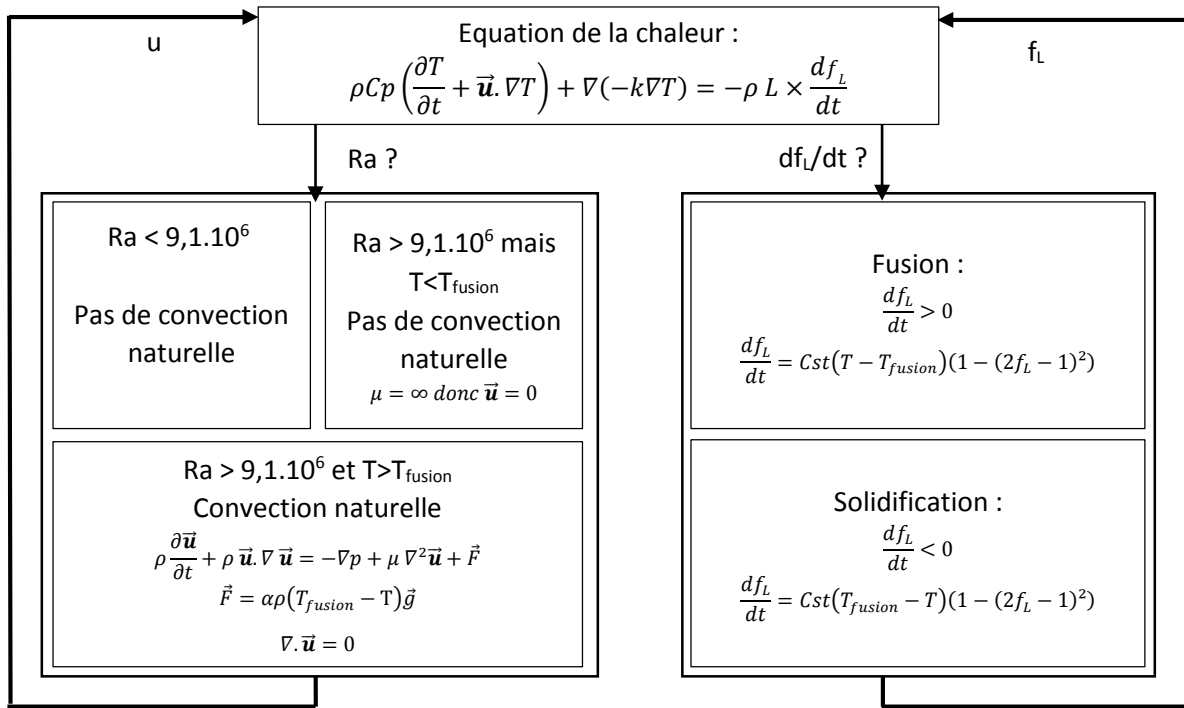 u
Equation de la chaleur :
f_L
ρCp(∂T/∂t + u⃗. ∇T) + ∇(−k∇T) = −ρ L × df_L/dt
Ra ?
df_L/dt ?
Ra < 9,1.10⁶
Pas de convection
naturelle
Ra > 9,1.10⁶ mais
T<T_fusion
Pas de convection
naturelle
μ = ∞ donc u⃗ = 0
Ra > 9,1.10⁶ et T>T_fusion
Convection naturelle
ρ ∂u⃗/∂t + ρ u⃗. ∇ u⃗ = −∇p + μ ∇²u⃗ + F⃗
F⃗ = αρ(T_fusion − T)g⃗
∇. u⃗ = 0
Fusion :
df_L/dt > 0
df_L/dt = Cst(T − T_fusion)(1 − (2f_L − 1)²)
Solidification :
df_L/dt < 0
df_L/dt = Cst(T_fusion − T)(1 − (2f_L − 1)²)